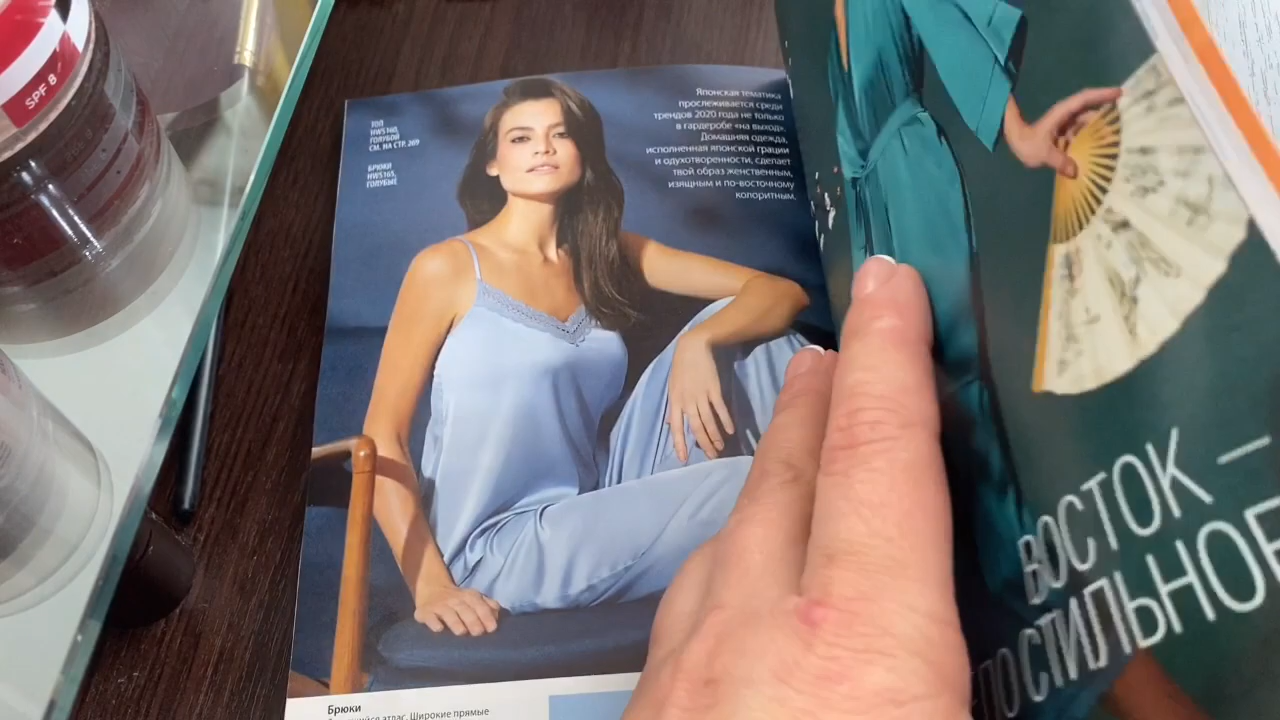 SPF 8
ТОП
HWS160,
ГОЛУБОЙ
СМ. НА СТР. 269
БРЮКИ
HWS165,
ГОЛУБЫЕ
Японская тематика
прослеживается среди
трендов 2020 года не только
в гардеробе «на выход».
Домашняя одежда,
исполненная японской грации
и одухотворенности, сделает
твой образ женственным,
изящным и по-восточному
колоритным.
ВОСТОК —
ДЕЛО СТИЛЬНОЕ
Брюки
атлас. Широкие прямые